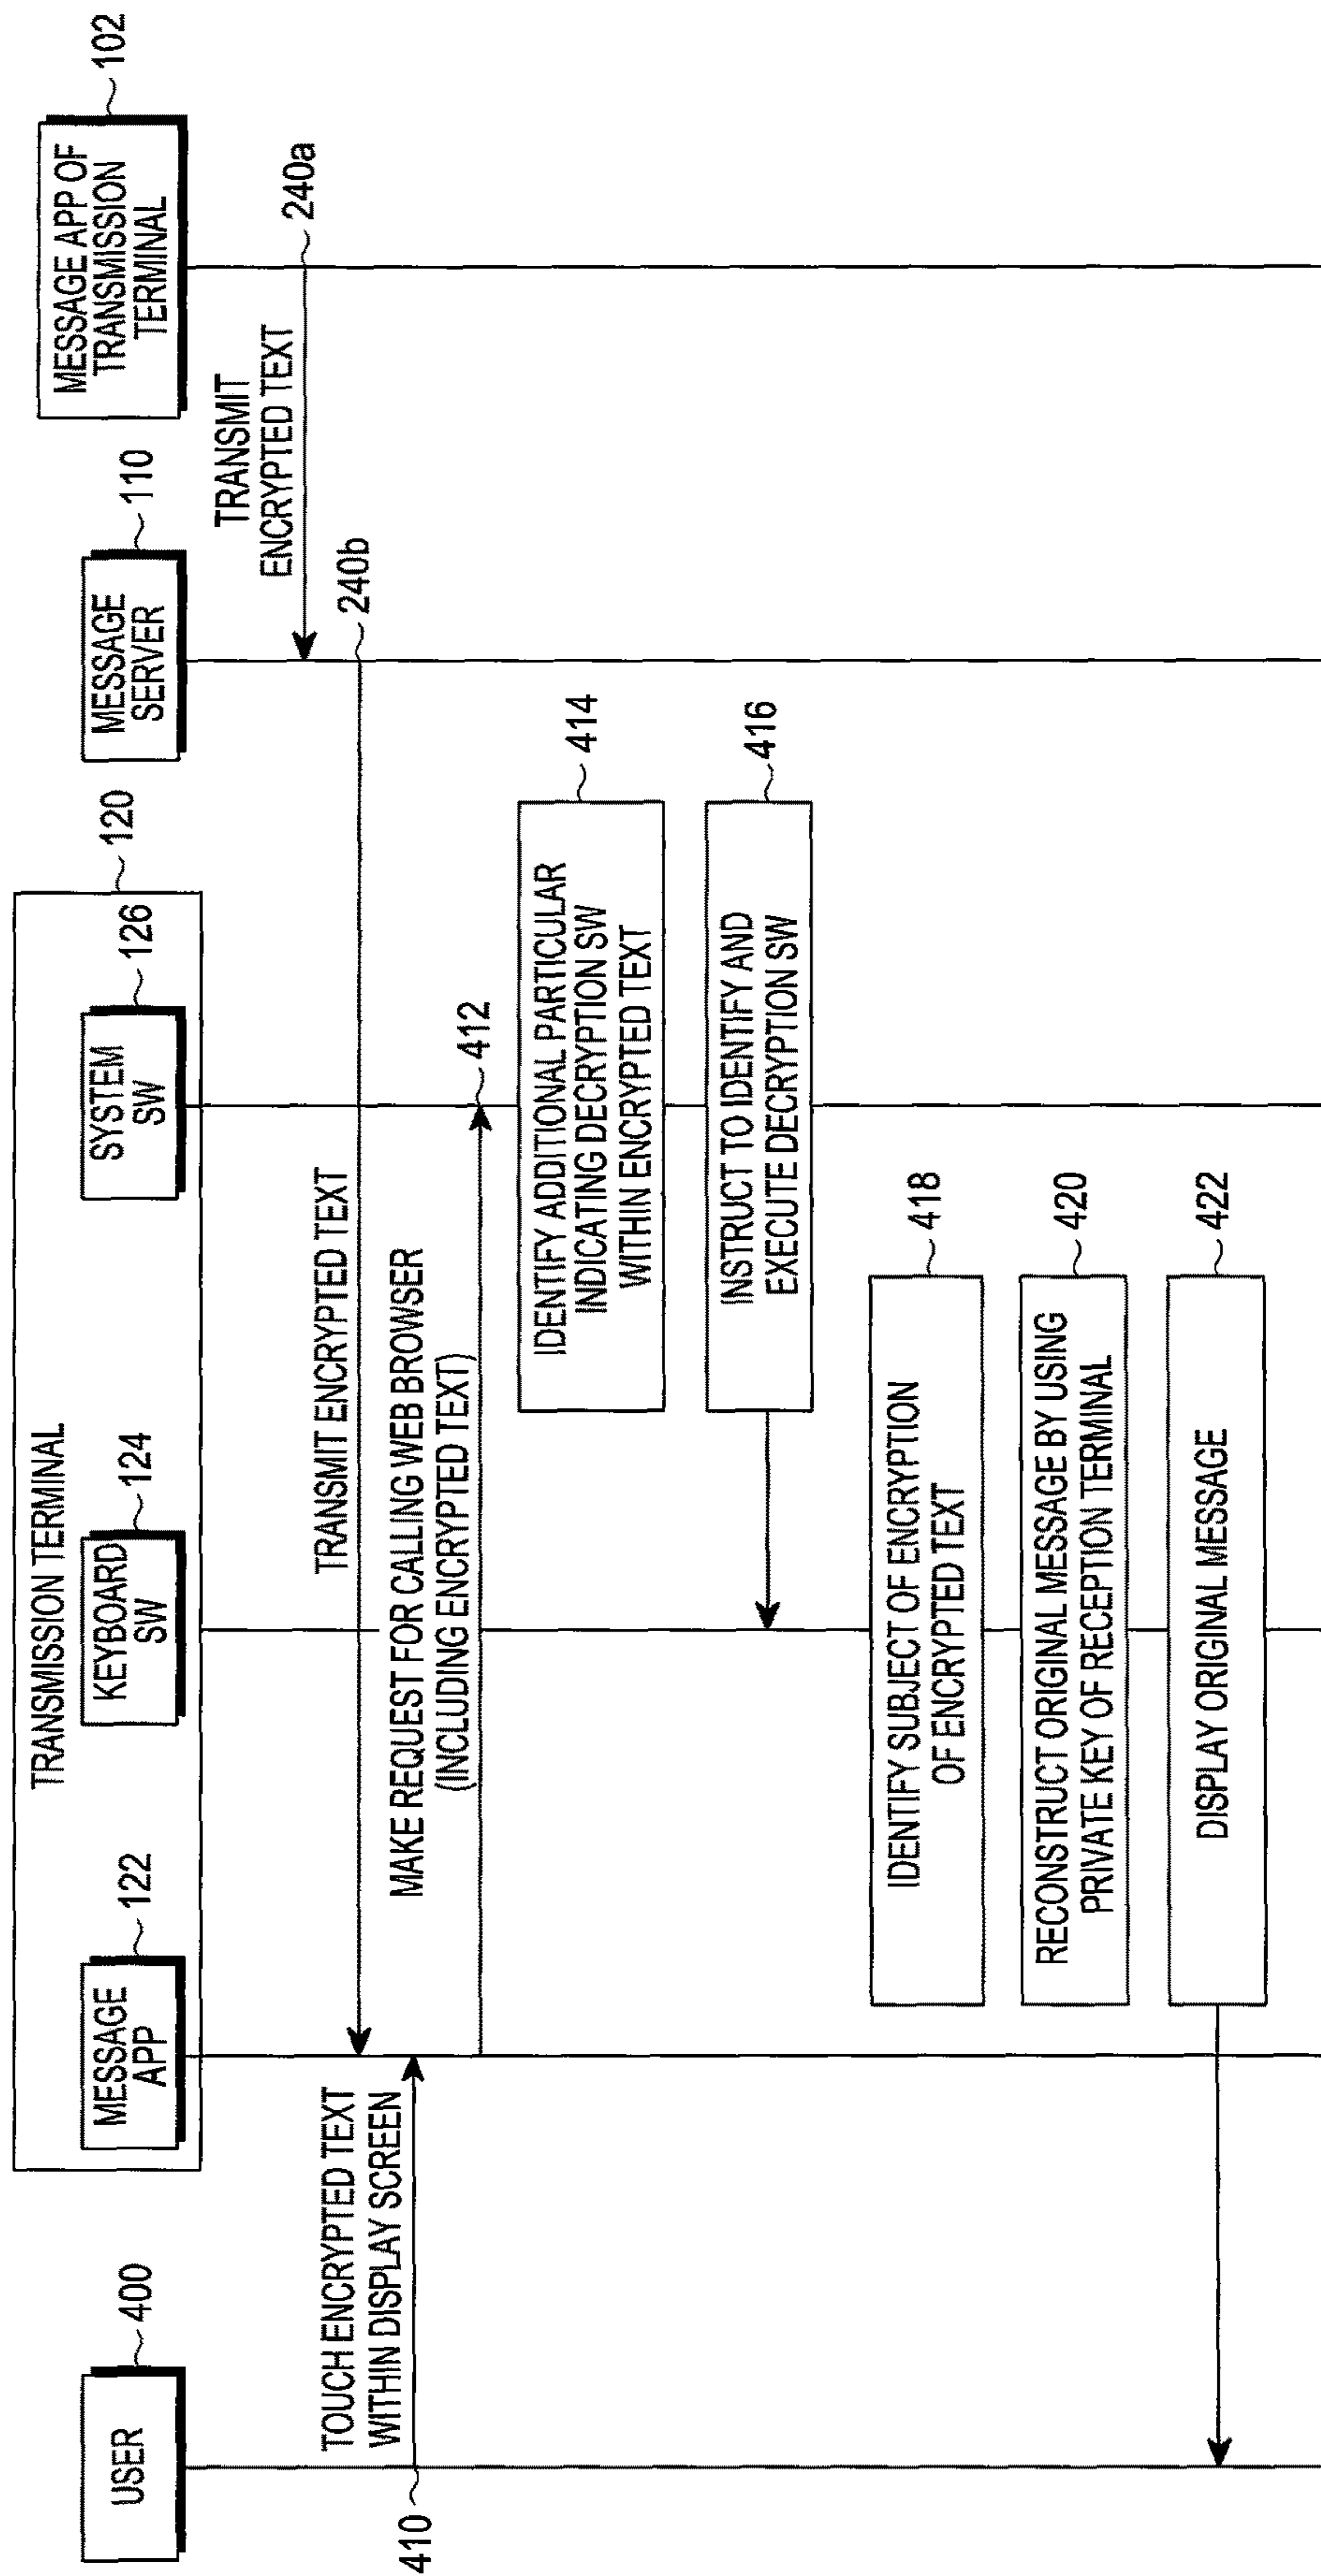 USER
400
TRANSMISSION TERMINAL
120
MESSAGE
APP
122
KEYBOARD
SW
124
SYSTEM
SW
126
MESSAGE
SERVER
110
MESSAGE APP OF
TRANSMISSION
TERMINAL
102
TRANSMIT
ENCRYPTED TEXT
240a
TRANSMIT ENCRYPTED TEXT
240b
TOUCH ENCRYPTED TEXT
WITHIN DISPLAY SCREEN
410
MAKE REQUEST FOR CALLING WEB BROWSER
(INCLUDING ENCRYPTED TEXT)
412
IDENTIFY ADDITIONAL PARTICULAR
INDICATING DECRYPTION SW
WITHIN ENCRYPTED TEXT
414
INSTRUCT TO IDENTIFY AND
EXECUTE DECRYPTION SW
416
IDENTIFY SUBJECT OF ENCRYPTION
OF ENCRYPTED TEXT
418
RECONSTRUCT ORIGINAL MESSAGE BY USING
PRIVATE KEY OF RECEPTION TERMINAL
420
DISPLAY ORIGINAL MESSAGE
422